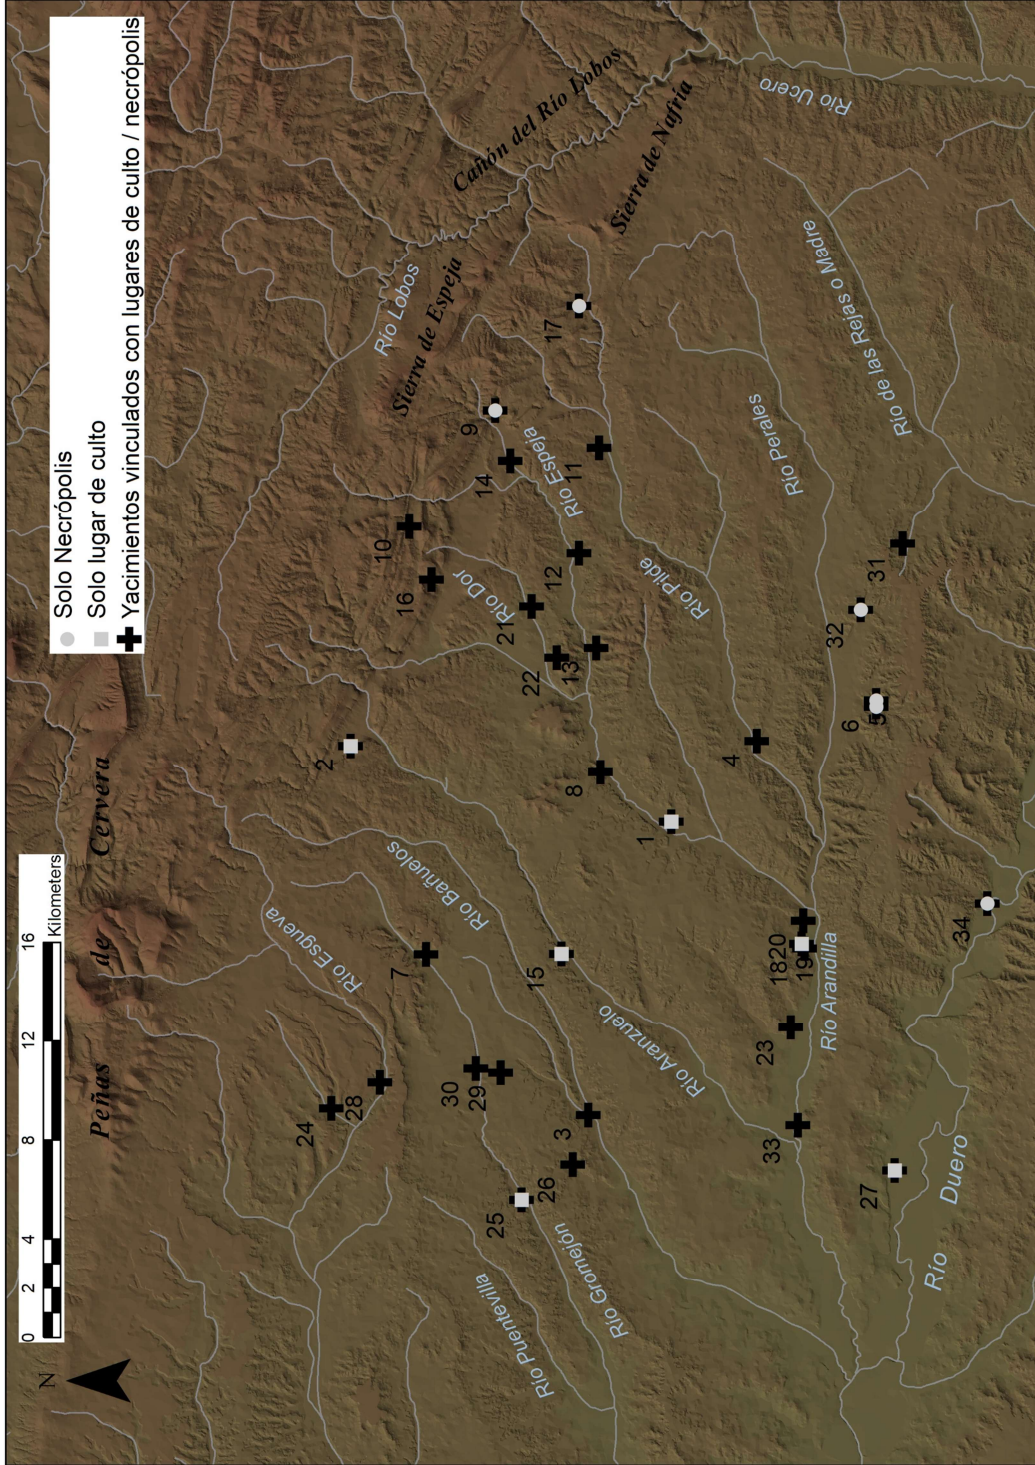 N
0 2 4 8 12 16
Kilometers
Solo Necrópolis
Solo lugar de culto
Yacimientos vinculados con lugares de culto / necrópolis
Peñas de Cervera
Río Lobos
Cañón del Río Lobos
Sierra de Espeja
Sierra de Nafría
Río Ucero
Río Esgueva
Río Bañuelos
Río Puentevilla
Río Gromejón
Río Aranzuelo
Río Dor
Río Espeja
Río Pilde
Río Perales
Río de las Rejas o Madre
Río Arandilla
Río Duero
24
28
7
30
29
25
26
3
15
2
10
16
14
9
21
22
12
13
11
17
8
1
4
1820
19
23
33
27
34
6
5
32
31